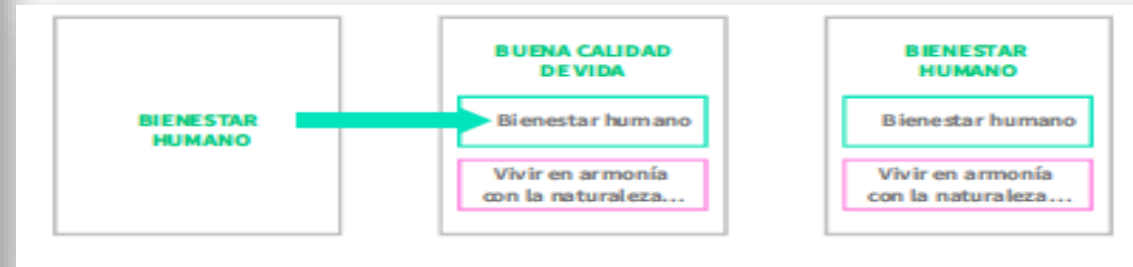 BIENESTAR
HUMANO
BUENA CALIDAD
DE VIDA
Bienestar humano
Vivir en armonía
con la naturaleza...
BIENESTAR
HUMANO
Bienestar humano
Vivir en armonía
con la naturaleza...